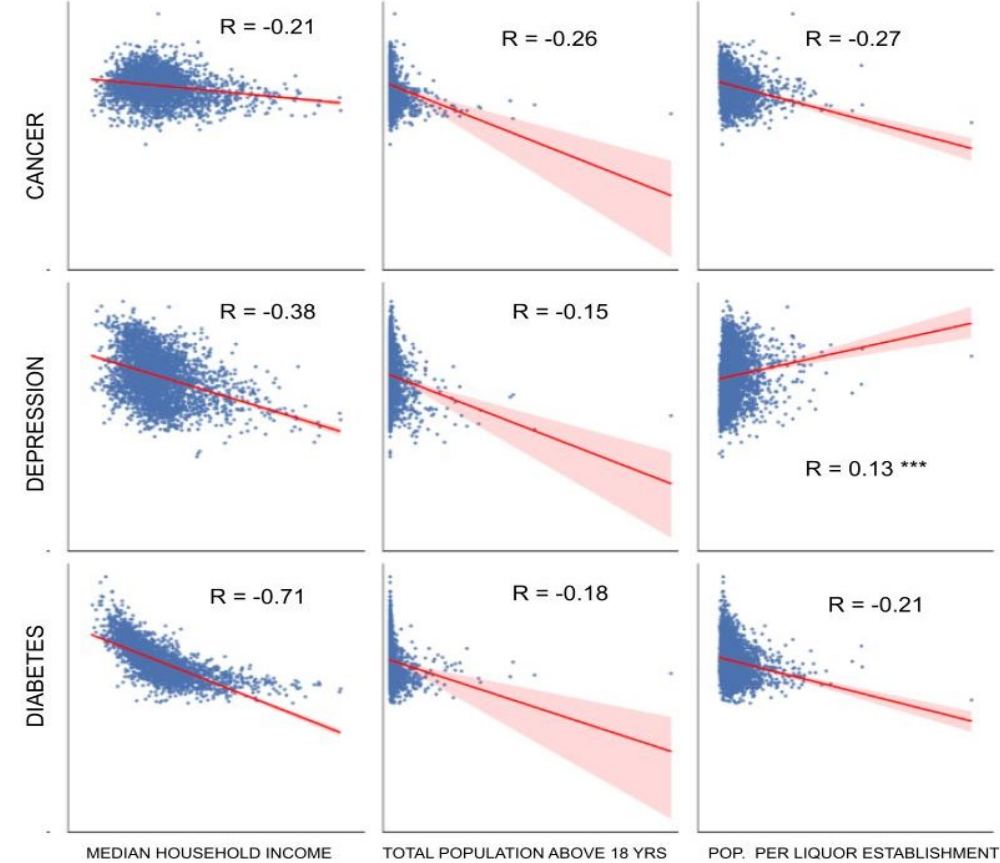 CANCER
R = -0.21
R = -0.26
R = -0.27
DEPRESSION
R = -0.38
R = -0.15
R = 0.13 ***
DIABETES
R = -0.71
R = -0.18
R = -0.21
MEDIAN HOUSEHOLD INCOME
TOTAL POPULATION ABOVE 18 YRS
POP. PER LIQUOR ESTABLISHMENT